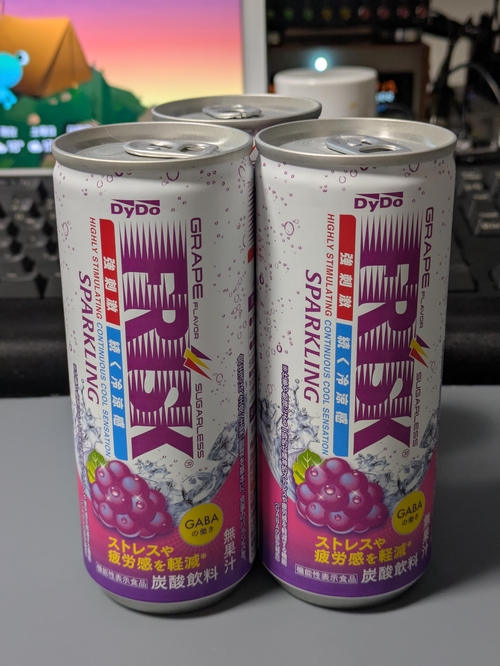 DyDo
GRAPE FLAVOR SUGARLESS
FRISK
強刺激 続く冷涼感
HIGHLY STIMULATING CONTINUOUS COOL SENSATION
SPARKLING
GABA
の働き
ストレスや
疲労感を軽減※
無果汁
機能性表示食品 炭酸飲料
DyDo
GRAPE FLAVOR SUGARLESS
FRISK
強刺激 続く冷涼感
HIGHLY STIMULATING CONTINUOUS COOL SENSATION
SPARKLING
GABA
の働き
ストレスや
疲労感を軽減※
無果汁
機能性表示食品 炭酸飲料